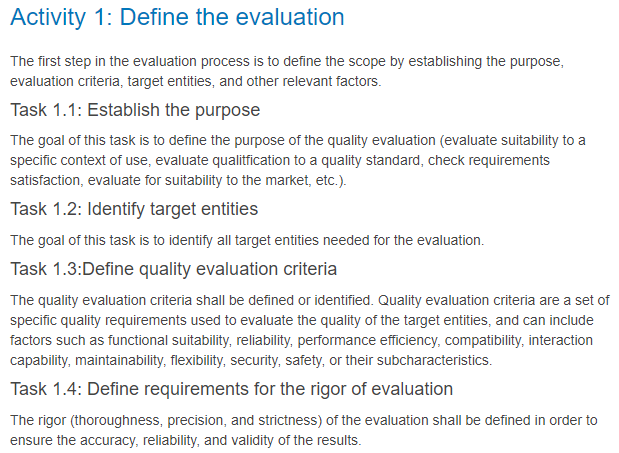 Activity 1: Define the evaluation
The first step in the evaluation process is to define the scope by establishing the purpose,
evaluation criteria, target entities, and other relevant factors.
Task 1.1: Establish the purpose
The goal of this task is to define the purpose of the quality evaluation (evaluate suitability to a
specific context of use, evaluate qualitfication to a quality standard, check requirements
satisfaction, evaluate for suitability to the market, etc.).
Task 1.2: Identify target entities
The goal of this task is to identify all target entities needed for the evaluation.
Task 1.3:Define quality evaluation criteria
The quality evaluation criteria shall be defined or identified. Quality evaluation criteria are a set of
specific quality requirements used to evaluate the quality of the target entities, and can include
factors such as functional suitability, reliability, performance efficiency, compatibility, interaction
capability, maintainability, flexibility, security, safety, or their subcharacteristics.
Task 1.4: Define requirements for the rigor of evaluation
The rigor (thoroughness, precision, and strictness) of the evaluation shall be defined in order to
ensure the accuracy, reliability, and validity of the results.